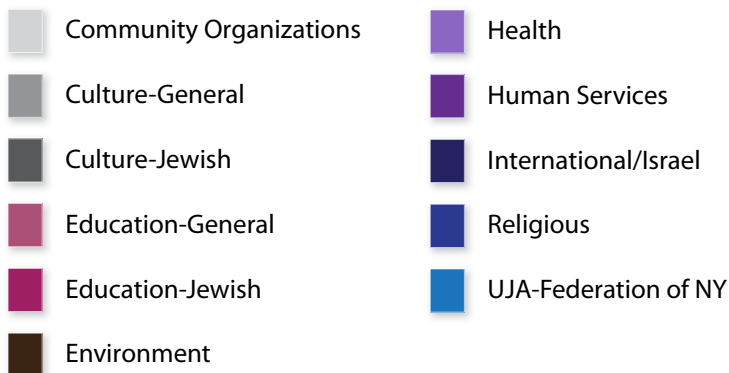 Community Organizations
Culture-General
Culture-Jewish
Education-General
Education-Jewish
Environment
Health
Human Services
International/Israel
Religious
UJA-Federation of NY